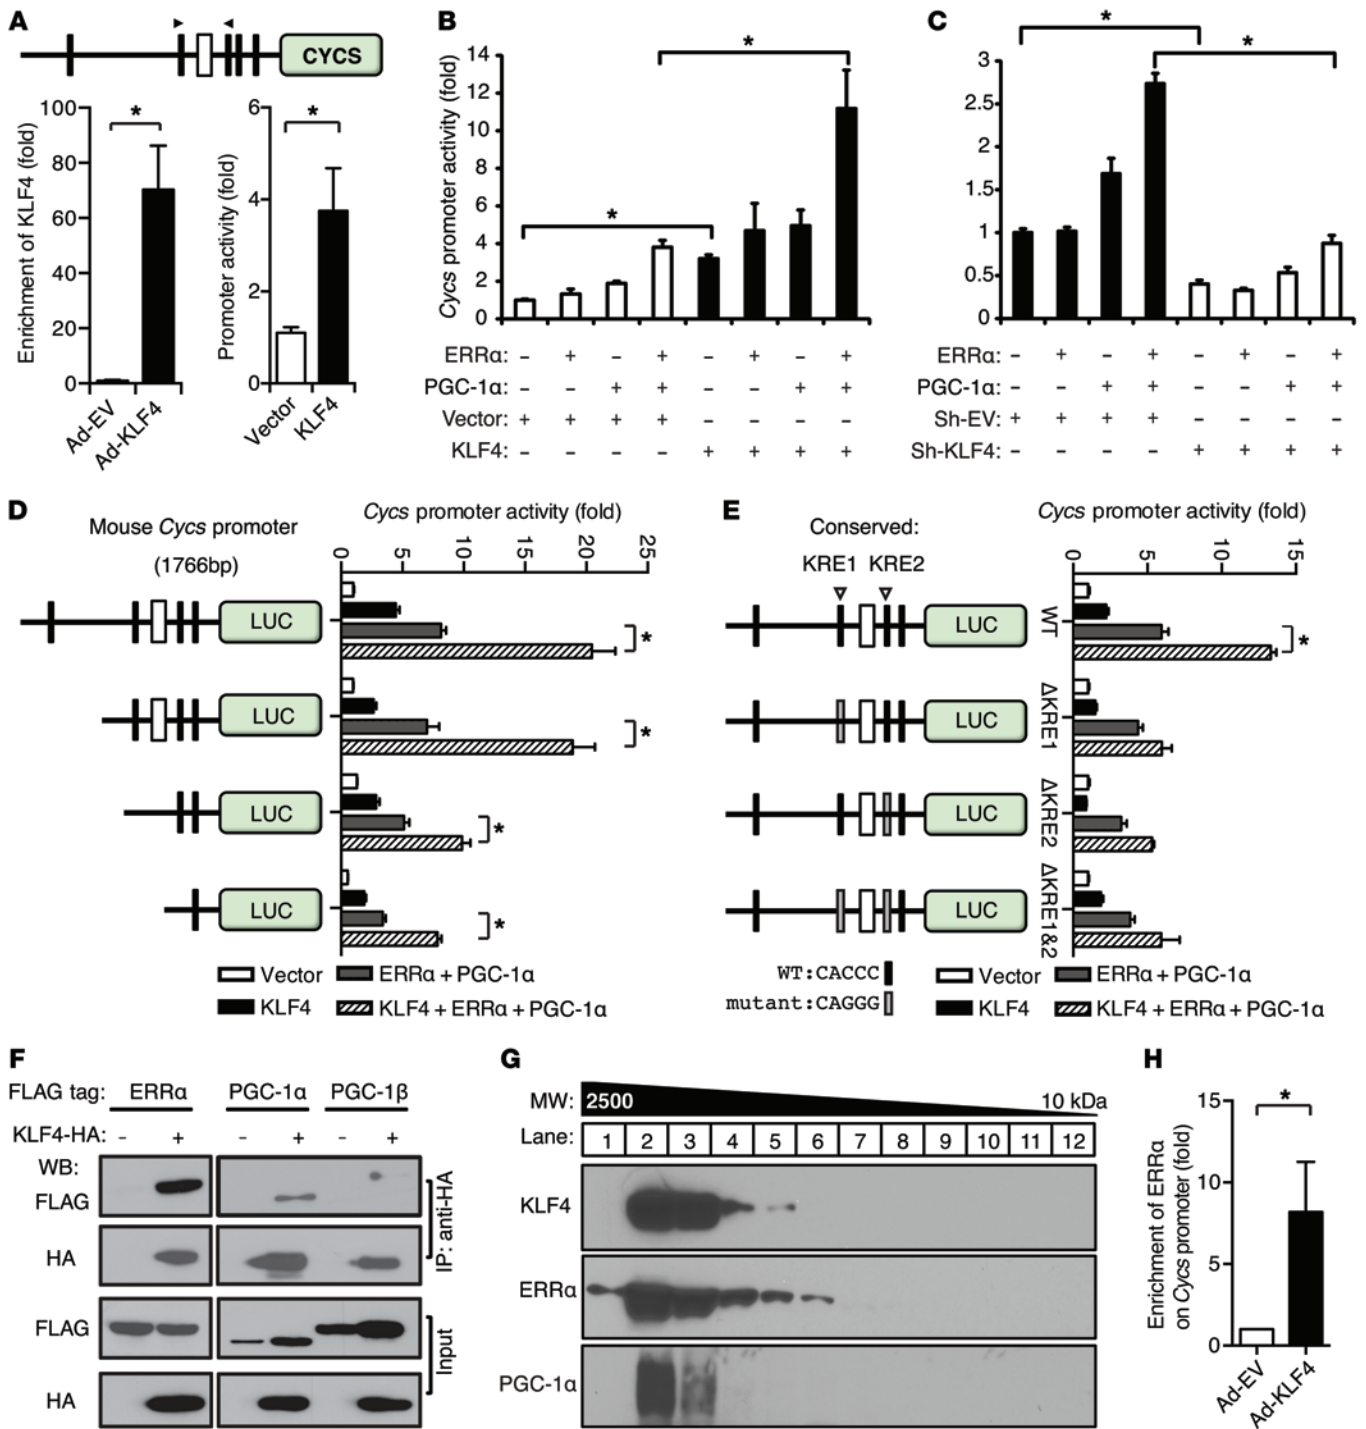 A
CYCS
Enrichment of KLF4 (fold)
100
80
60
40
20
0
*
Ad-EV
Ad-KLF4
Promoter activity (fold)
6
4
2
0
*
Vector
KLF4
B
Cycs promoter activity (fold)
14
12
10
8
6
4
2
0
*
*
ERRα: - + - + - + - +
PGC-1α: - - + + - - + +
Vector: + + + + - - - -
KLF4: - - - - + + + +
C
3
2.5
2
1.5
1
0.5
0
*
*
ERRα: - + - + - + - +
PGC-1α: - - + + - - + +
Sh-EV: + + + + - - - -
Sh-KLF4: - - - - + + + +
D
Mouse Cycs promoter
(1766bp)
Cycs promoter activity (fold)
0 5 10 15 20 25
LUC
*
LUC
*
LUC
*
LUC
*
Vector
ERRα + PGC-1α
KLF4
KLF4 + ERRα + PGC-1α
E
Conserved:
KRE1 KRE2
Cycs promoter activity (fold)
0 5 10 15
LUC
WT
*
LUC
ΔKRE1
LUC
ΔKRE2
LUC
ΔKRE1&2
WT:CACCC
mutant:CAGGG
Vector
ERRα + PGC-1α
KLF4
KLF4 + ERRα + PGC-1α
F
FLAG tag: ERRα PGC-1α PGC-1β
KLF4-HA: - + - + - +
WB:
FLAG
HA
IP: anti-HA
FLAG
HA
Input
G
MW: 2500 10 kDa
Lane: 1 2 3 4 5 6 7 8 9 10 11 12
KLF4
ERRα
PGC-1α
H
Enrichment of ERRα
on Cycs promoter (fold)
15
10
5
0
*
Ad-EV
Ad-KLF4